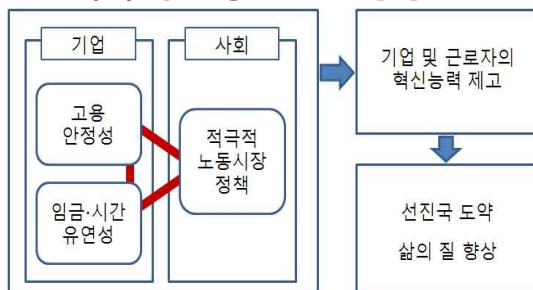 기업
사회
고용
안정성
적극적
노동시장
정책
임금·시간
유연성
기업 및 근로자의
혁신능력 제고
선진국 도약
삶의 질 향상